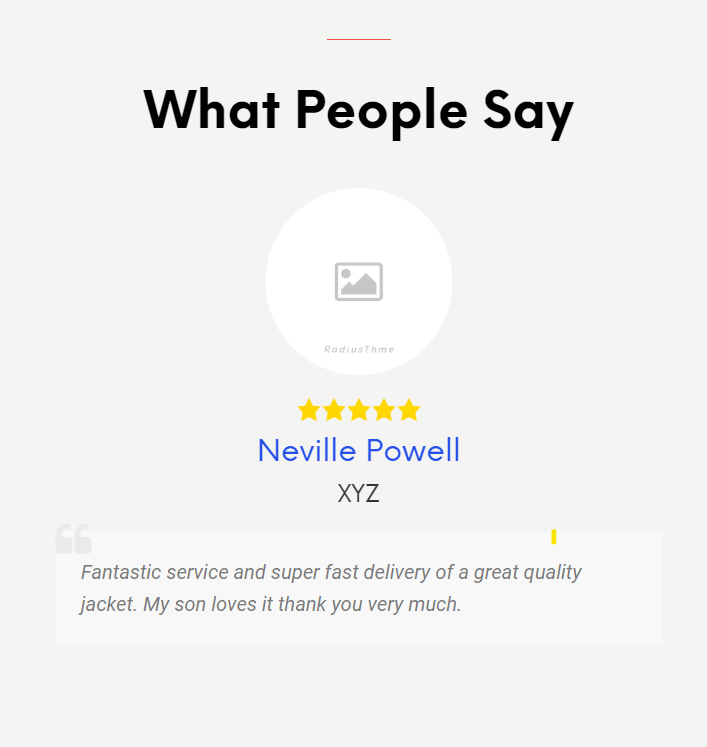 What People Say
RadiusThme
Neville Powell
XYZ
Fantastic service and super fast delivery of a great quality
jacket. My son loves it thank you very much.